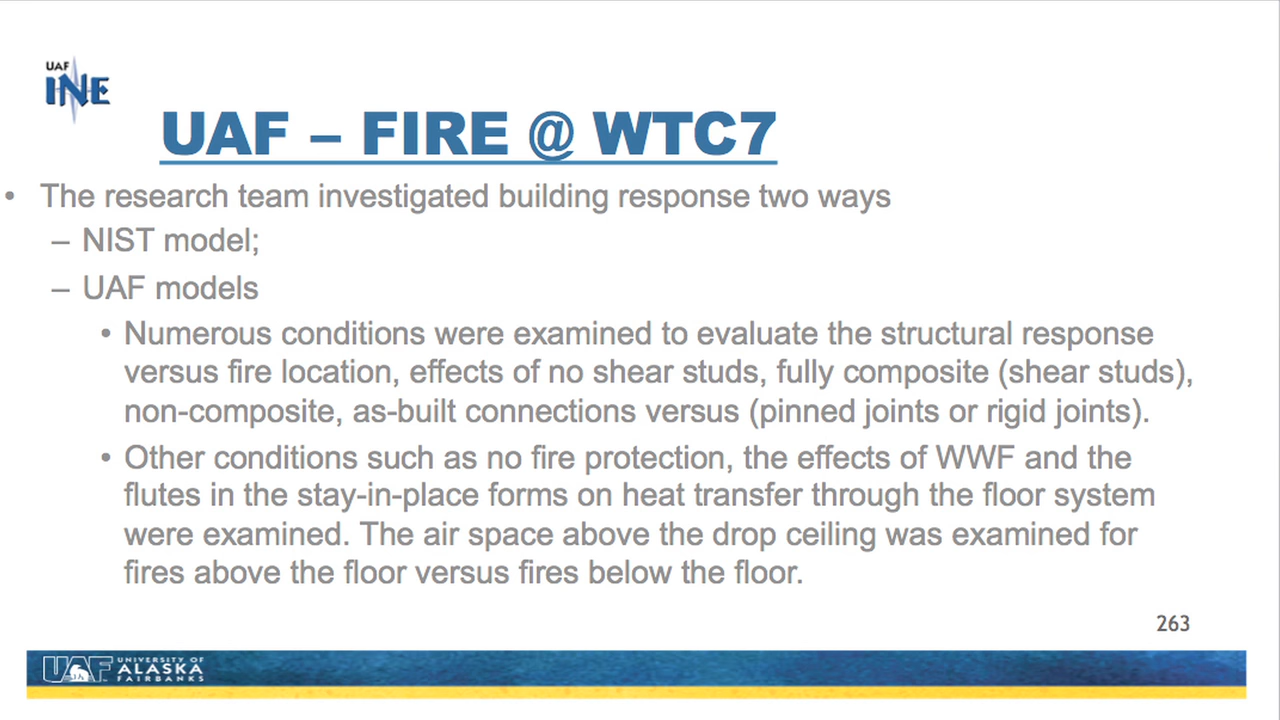 UAF
INE
UAF – FIRE @ WTC7
• The research team investigated building response two ways
– NIST model;
– UAF models
• Numerous conditions were examined to evaluate the structural response
versus fire location, effects of no shear studs, fully composite (shear studs),
non-composite, as-built connections versus (pinned joints or rigid joints).
• Other conditions such as no fire protection, the effects of WWF and the
flutes in the stay-in-place forms on heat transfer through the floor system
were examined. The air space above the drop ceiling was examined for
fires above the floor versus fires below the floor.
263
UAF UNIVERSITY OF
ALASKA
FAIRBANKS